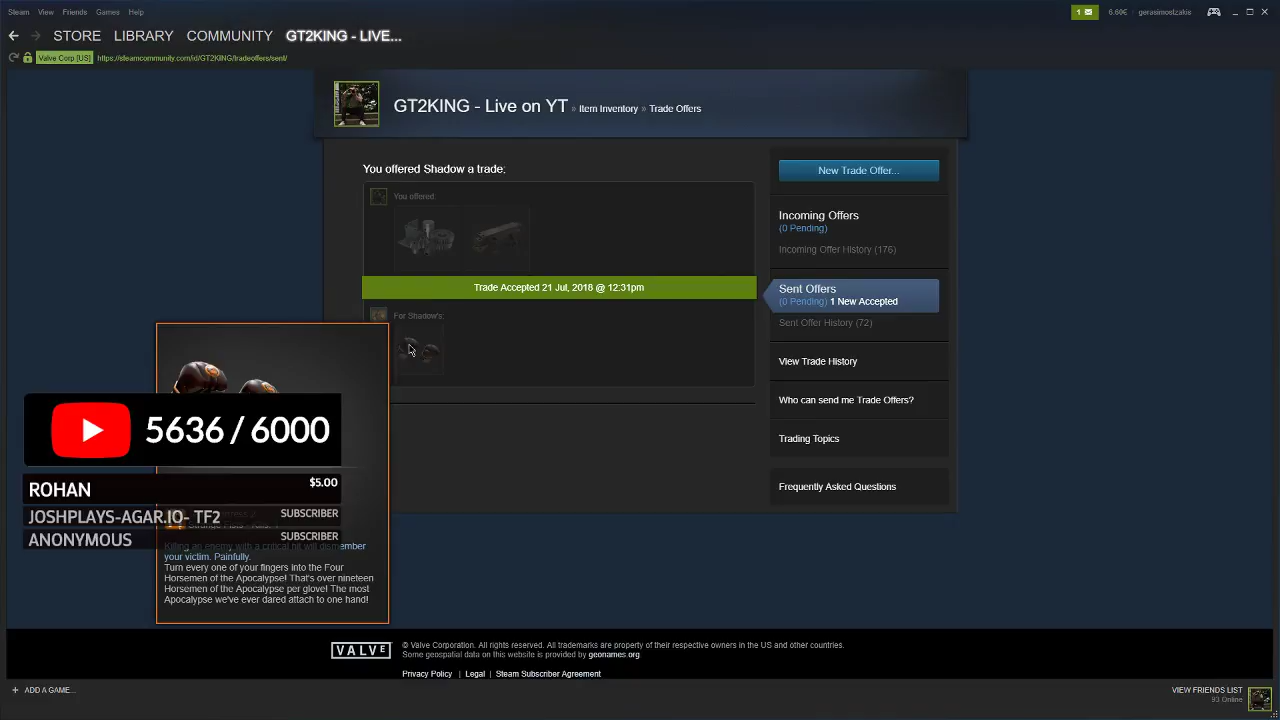 Steam View Friends Games Help
1
6.60€ gerasimostzakis
STORE LIBRARY COMMUNITY GT2KING - LIVE...
Valve Corp [US] https://steamcommunity.com/id/GT2KING/tradeoffers/sent/
GT2KING - Live on YT » Item Inventory » Trade Offers
You offered Shadow a trade:
You offered:
Trade Accepted 21 Jul, 2018 @ 12:31pm
For Shadow's:
New Trade Offer...
Incoming Offers
(0 Pending)
Incoming Offer History (176)
Sent Offers
(0 Pending) 1 New Accepted
Sent Offer History (72)
View Trade History
Who can send me Trade Offers?
Trading Topics
Frequently Asked Questions
5636 / 6000
ROHAN $5.00
JOSHPLAYS-AGAR.IO- TF2 SUBSCRIBER
ANONYMOUS SUBSCRIBER
Killing an enemy with a critical hit will dismember
your victim. Painfully.
Turn every one of your fingers into the Four
Horsemen of the Apocalypse! That's over nineteen
Horsemen of the Apocalypse per glove! The most
Apocalypse we've ever dared attach to one hand!
VALVE
© Valve Corporation. All rights reserved. All trademarks are property of their respective owners in the US and other countries.
Some geospatial data on this website is provided by geonames.org.
Privacy Policy | Legal | Steam Subscriber Agreement
+ ADD A GAME...
VIEW FRIENDS LIST
93 Online